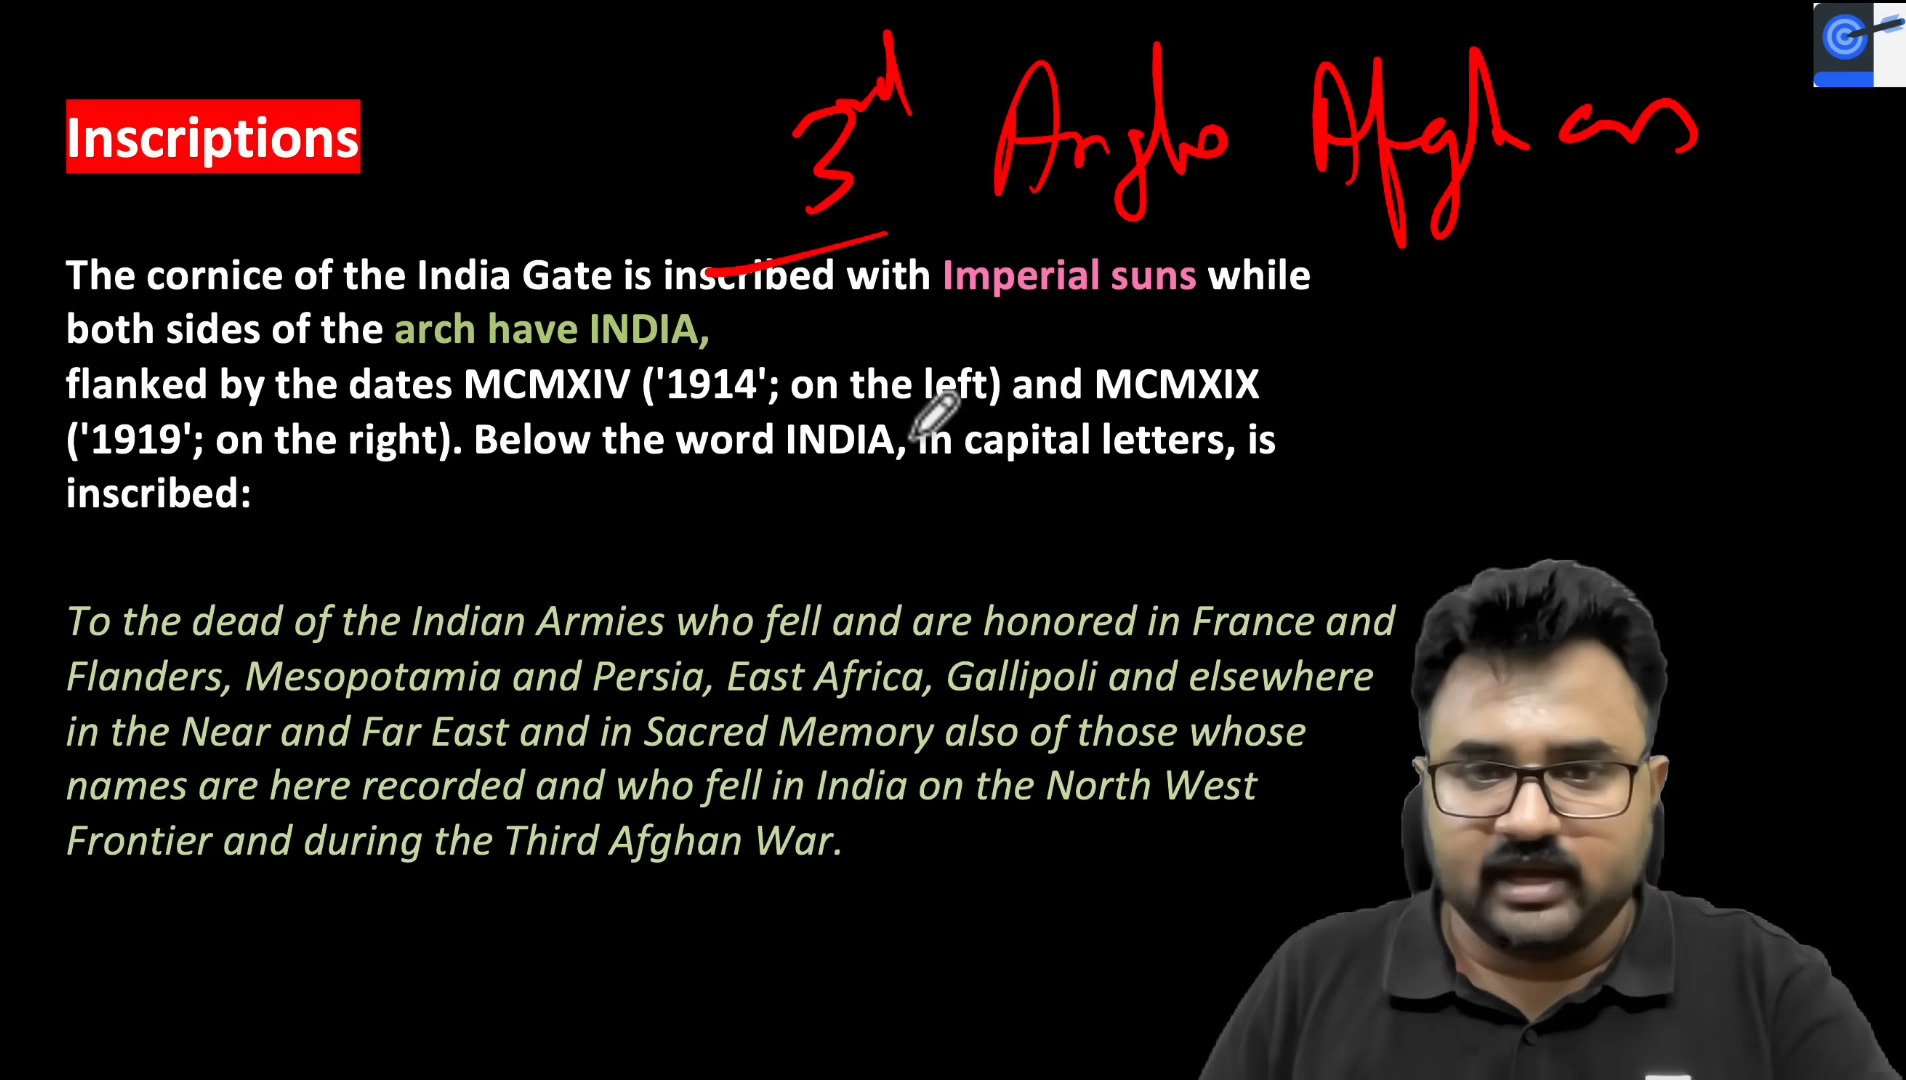 3rd Anglo Afghan
Inscriptions
The cornice of the India Gate is inscribed with Imperial suns while
both sides of the arch have INDIA,
flanked by the dates MCMXIV ('1914'; on the left) and MCMXIX
('1919'; on the right). Below the word INDIA, in capital letters, is
inscribed:
To the dead of the Indian Armies who fell and are honored in France and
Flanders, Mesopotamia and Persia, East Africa, Gallipoli and elsewhere
in the Near and Far East and in Sacred Memory also of those whose
names are here recorded and who fell in India on the North West
Frontier and during the Third Afghan War.